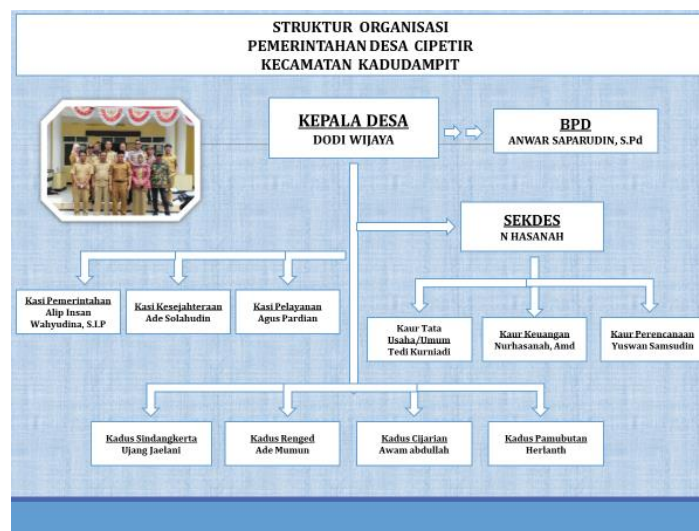 STRUKTUR ORGANISASI
PEMERINTAHAN DESA CIPETIR
KECAMATAN KADUDAMPIT
KEPALA DESA
DODI WIJAYA
BPD
ANWAR SAPARUDIN, S.Pd
SEKDES
N HASANAH
Kasi Pemerintahan
Alip Insan
Wahyudina, S.I.P
Kasi Kesejahteraan
Ade Solahudin
Kasi Pelayanan
Agus Pardian
Kaur Tata
Usaha/Umum
Tedi Kurniadi
Kaur Keuangan
Nurhasanah, Amd
Kaur Perencanaan
Yuswan Samsudin
Kadus Sindangkerta
Ujang Jaelani
Kadus Renged
Ade Mumun
Kadus Cijarian
Awam abdullah
Kadus Pamubutan
Herlanth